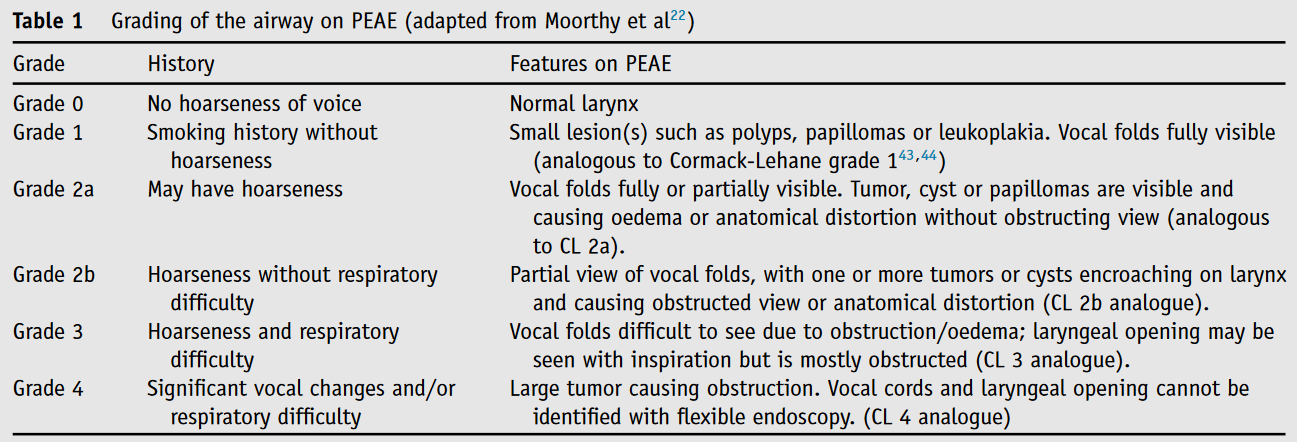 Table 1 Grading of the airway on PEAE (adapted from Moorthy et al22)
Grade History Features on PEAE
Grade 0 No hoarseness of voice Normal larynx
Grade 1 Smoking history without Small lesion(s) such as polyps, papillomas or leukoplakia. Vocal folds fully visible
hoarseness (analogous to Cormack-Lehane grade 143,44)
Grade 2a May have hoarseness Vocal folds fully or partially visible. Tumor, cyst or papillomas are visible and
causing oedema or anatomical distortion without obstructing view (analogous
to CL 2a).
Grade 2b Hoarseness without respiratory Partial view of vocal folds, with one or more tumors or cysts encroaching on larynx
difficulty and causing obstructed view or anatomical distortion (CL 2b analogue).
Grade 3 Hoarseness and respiratory Vocal folds difficult to see due to obstruction/oedema; laryngeal opening may be
difficulty seen with inspiration but is mostly obstructed (CL 3 analogue).
Grade 4 Significant vocal changes and/or Large tumor causing obstruction. Vocal cords and laryngeal opening cannot be
respiratory difficulty identified with flexible endoscopy. (CL 4 analogue)